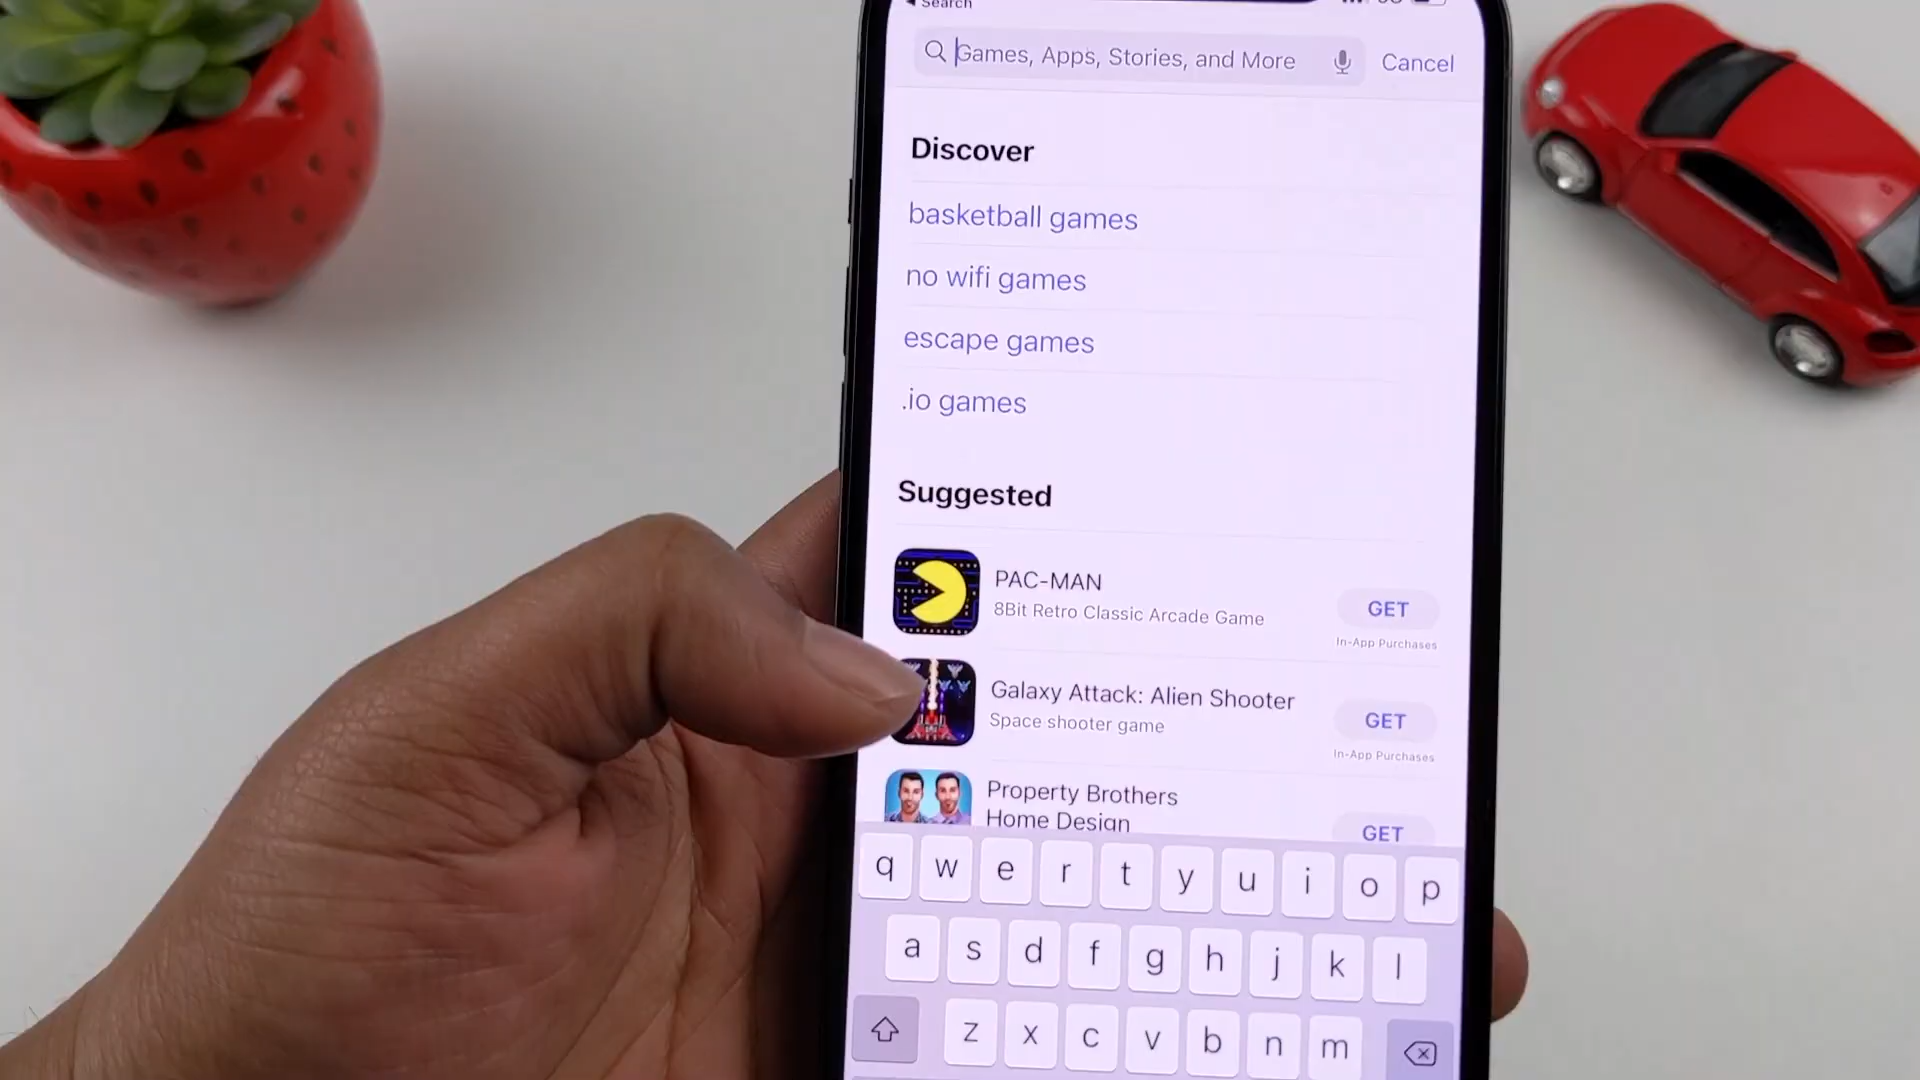 Search
Games, Apps, Stories, and More
Cancel
Discover
basketball games
no wifi games
escape games
.io games
Suggested
PAC-MAN
8Bit Retro Classic Arcade Game
GET
In-App Purchases
Galaxy Attack: Alien Shooter
Space shooter game
GET
In-App Purchases
Property Brothers
Home Design
GET
q w e r t y u i o p
a s d f g h j k l
z x c v b n m